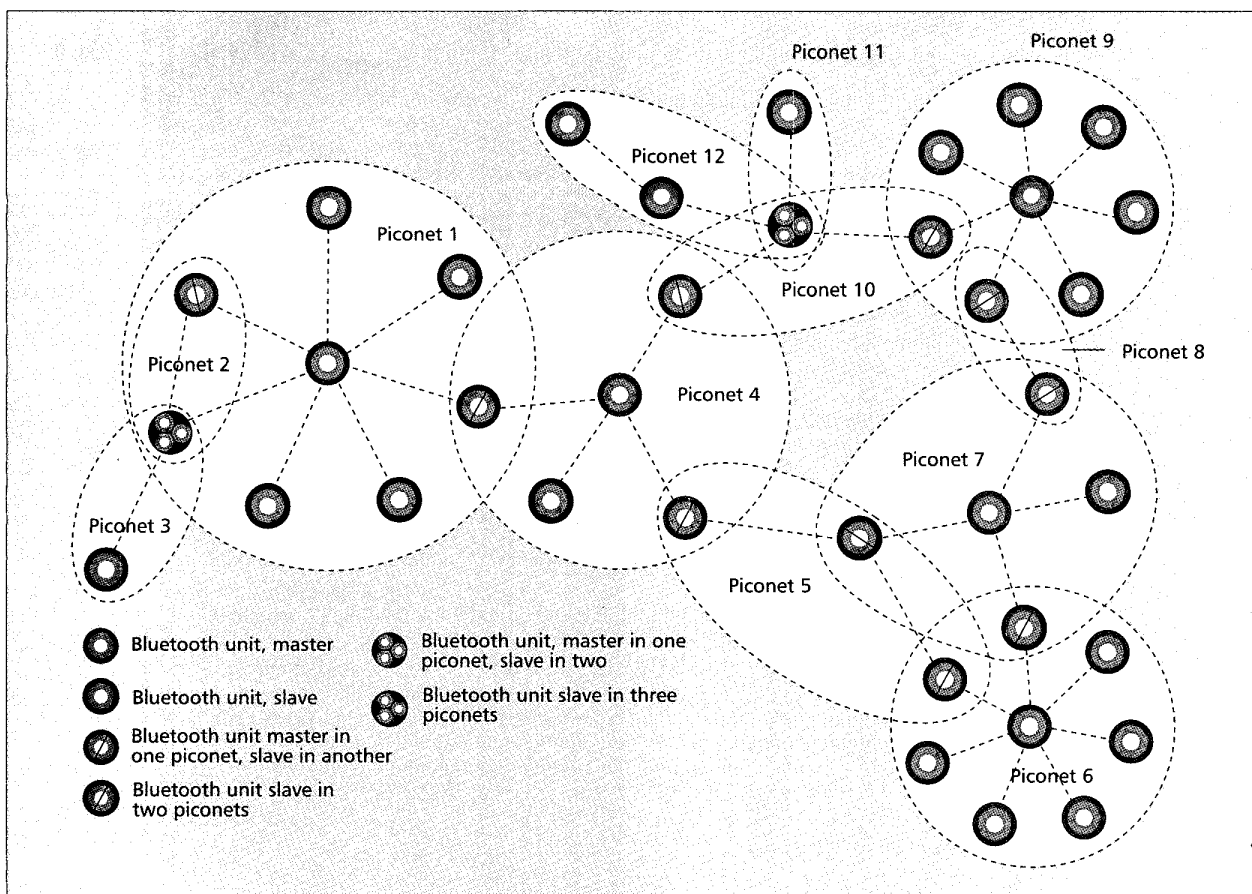 Piconet 11
Piconet 9
Piconet 12
Piconet 1
Piconet 10
Piconet 2
Piconet 8
Piconet 4
Piconet 7
Piconet 3
Piconet 5
Piconet 6
Bluetooth unit, master
Bluetooth unit, slave
Bluetooth unit master in
one piconet, slave in another
Bluetooth unit slave in
two piconets
Bluetooth unit, master in one
piconet, slave in two
Bluetooth unit slave in three
piconets